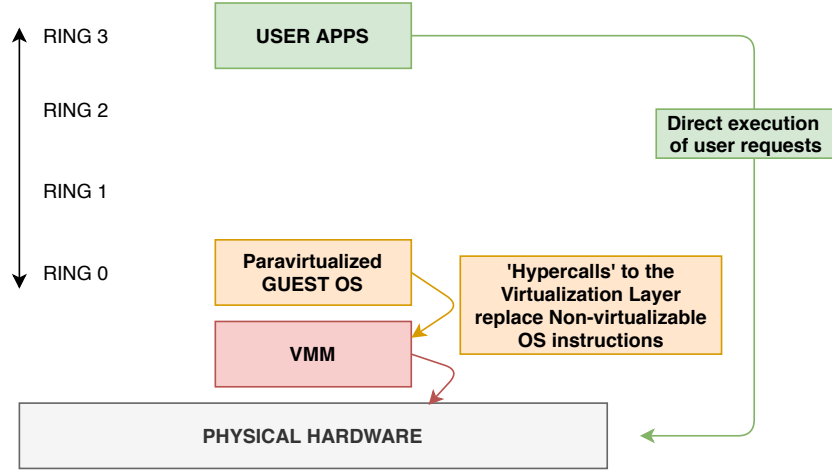 RING 3
USER APPS
RING 2
Direct execution
of user requests
RING 1
RING 0
Paravirtualized
GUEST OS
'Hypercalls' to the
Virtualization Layer
replace Non-virtualizable
OS instructions
VMM
PHYSICAL HARDWARE